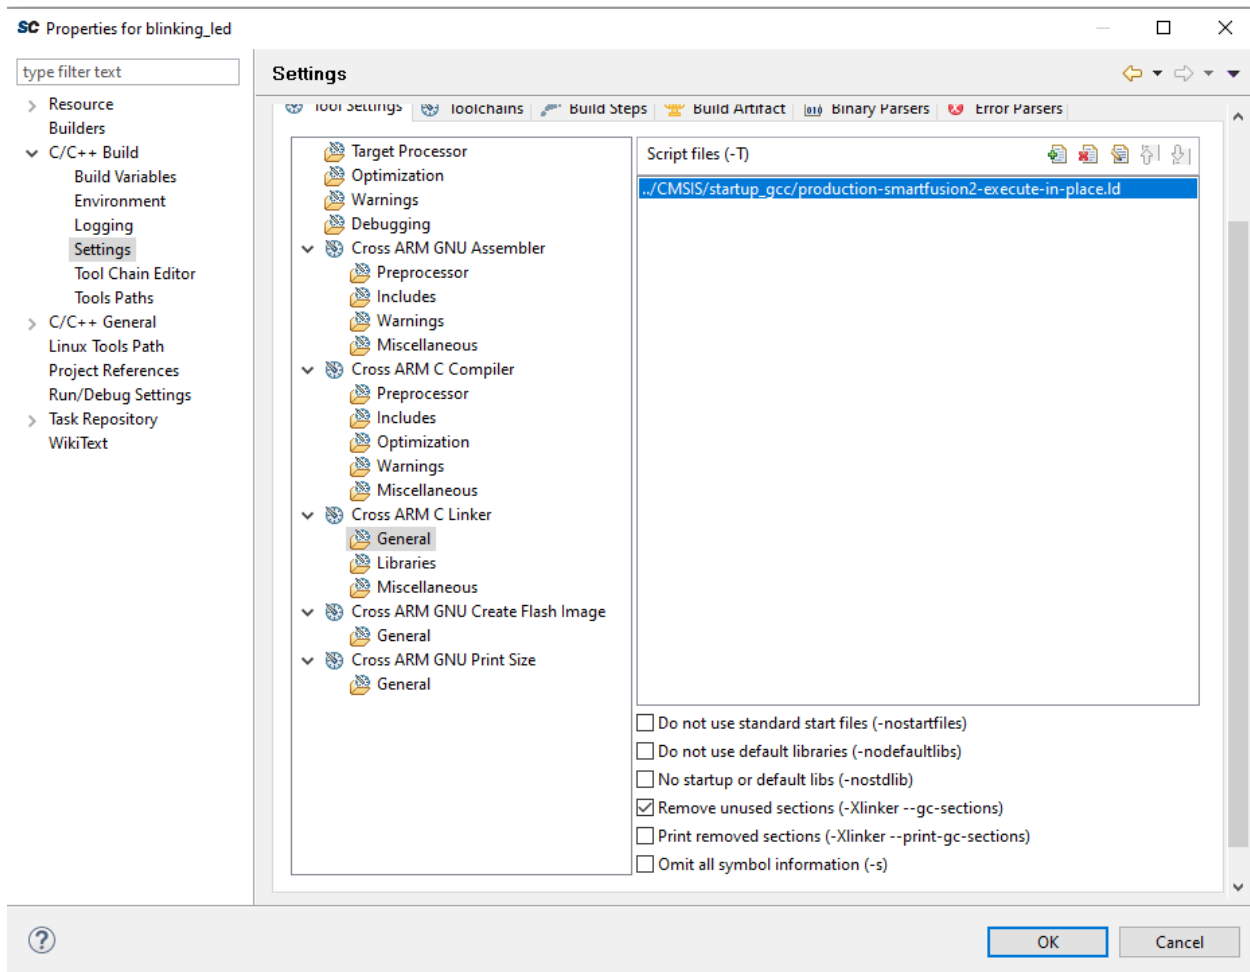 SC Properties for blinking_led
type filter text
Resource
Builders
C/C++ Build
Build Variables
Environment
Logging
Settings
Tool Chain Editor
Tools Paths
C/C++ General
Linux Tools Path
Project References
Run/Debug Settings
Task Repository
WikiText
Settings
Tool Settings Toolchains Build Steps Build Artifact 010 Binary Parsers Error Parsers
Target Processor
Optimization
Warnings
Debugging
Cross ARM GNU Assembler
Preprocessor
Includes
Warnings
Miscellaneous
Cross ARM C Compiler
Preprocessor
Includes
Optimization
Warnings
Miscellaneous
Cross ARM C Linker
General
Libraries
Miscellaneous
Cross ARM GNU Create Flash Image
General
Cross ARM GNU Print Size
General
Script files (-T)
../CMSIS/startup_gcc/production-smartfusion2-execute-in-place.ld
Do not use standard start files (-nostartfiles)
Do not use default libraries (-nodefaultlibs)
No startup or default libs (-nostdlib)
Remove unused sections (-Xlinker --gc-sections)
Print removed sections (-Xlinker --print-gc-sections)
Omit all symbol information (-s)
?
OK
Cancel